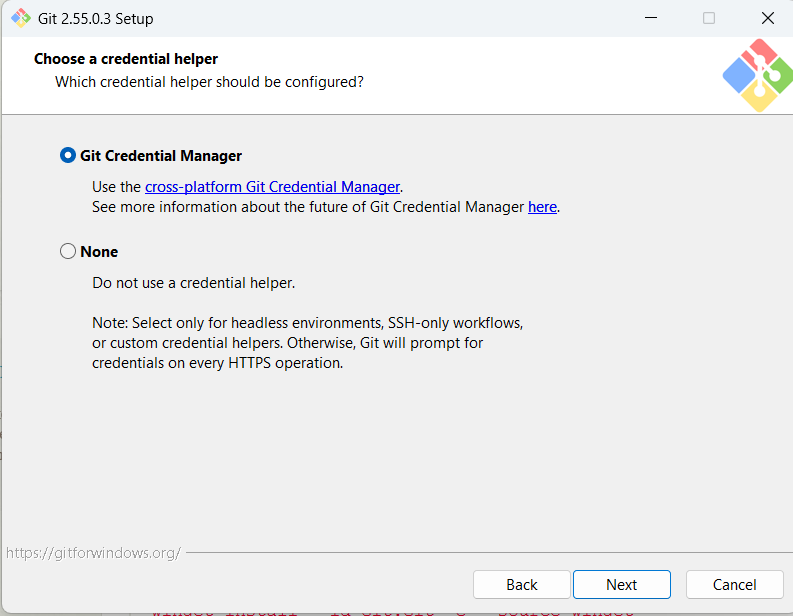 Git 2.55.0.3 Setup
Choose a credential helper
Which credential helper should be configured?
Git Credential Manager
Use the cross-platform Git Credential Manager.
See more information about the future of Git Credential Manager here.
None
Do not use a credential helper.
Note: Select only for headless environments, SSH-only workflows,
or custom credential helpers. Otherwise, Git will prompt for
credentials on every HTTPS operation.
https://gitforwindows.org/
Back
Next
Cancel